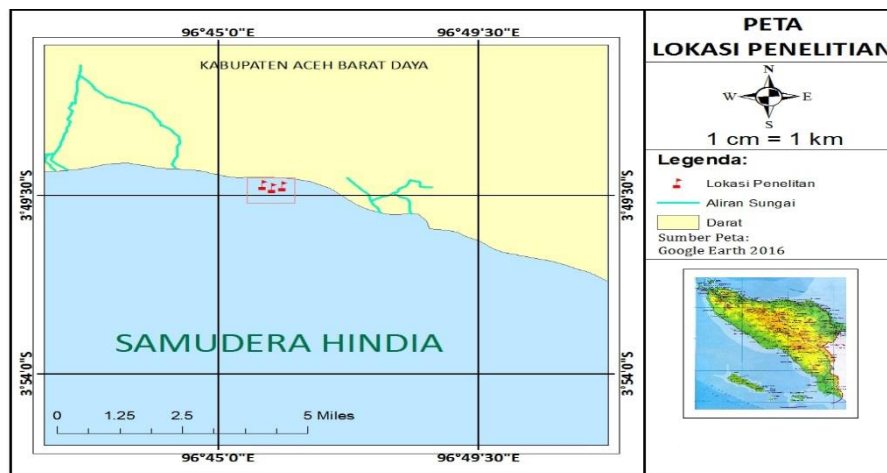 96°45'0"E
96°49'30"E
KABUPATEN ACEH BARAT DAYA
3°49'30"S
3°49'30"S
SAMUDERA HINDIA
3°54'0"S
3°54'0"S
0 1.25 2.5 5 Miles
96°45'0"E
96°49'30"E
PETA
LOKASI PENELITIAN
N
W E
S
1 cm = 1 km
Legenda:
Lokasi Penelitan
Aliran Sungai
Darat
Sumber Peta:
Google Earth 2016